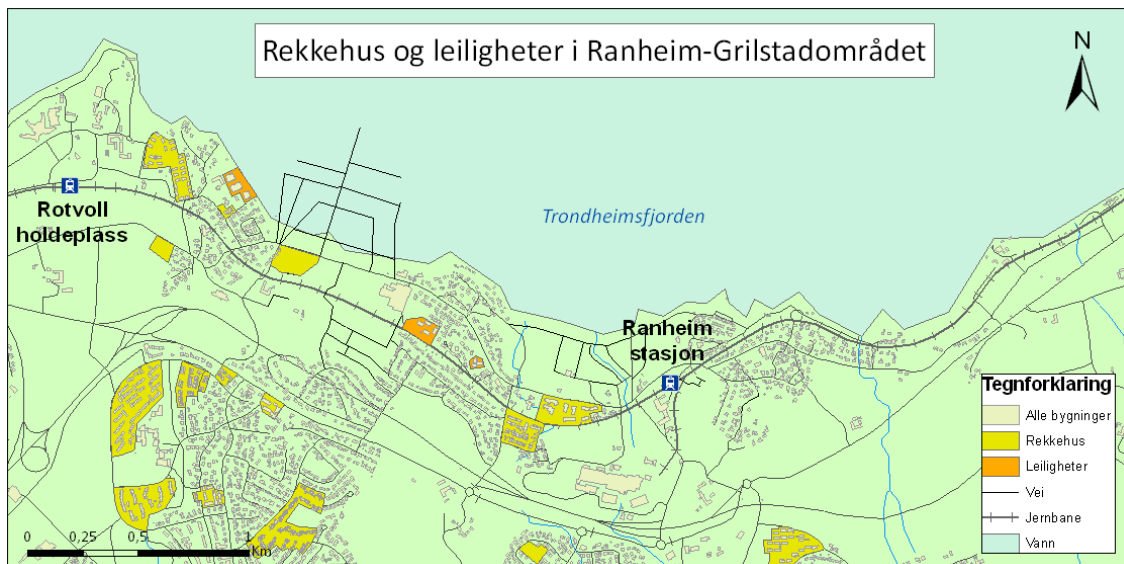 Rekkehus og leiligheter i Ranheim-Grilstadområdet
N
Rotvoll
holdeplass
Trondheimsfjorden
Ranheim
stasjon
Tegnforklaring
Alle bygninger
Rekkehus
Leiligheter
Vei
Jernbane
Vann
0 0,25 0,5 1
Km